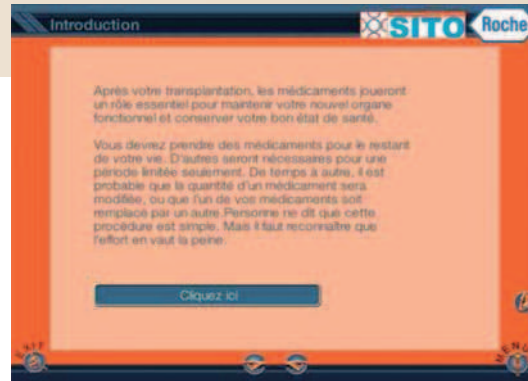 Introduction
SITO
Roche
Après votre transplantation, les médicaments joueront
un rôle essentiel pour maintenir votre nouvel organe
fonctionnel et conserver votre bon état de santé.
Vous devrez prendre des médicaments pour le restant
de votre vie. D'autres seront nécessaires pour une
période limitée seulement. De temps à autre, il est
probable que la quantité d'un médicament sera
modifiée, ou que l'un de vos médicaments soit
remplacé par un autre.Personne ne dit que cette
procédure est simple. Mais il faut reconnaître que
l'effort en vaut la peine.
Cliquez ici
EXIT
MENU